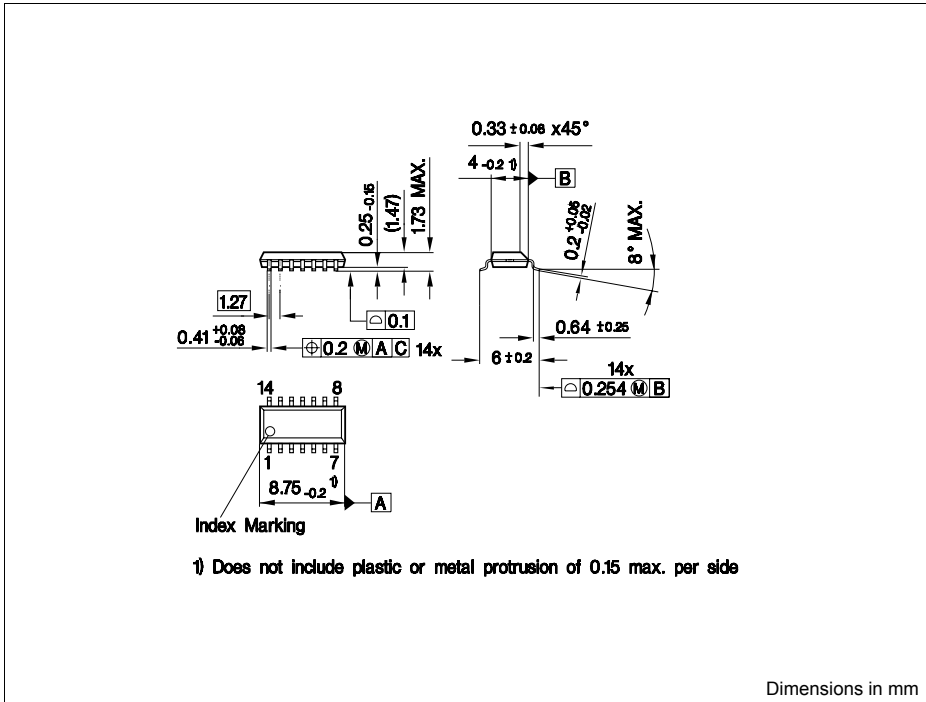 0.33 ±0.08 x45°
4 -0.2 1)
B
0.25 -0.15
(1.47)
1.73 MAX.
0.2 +0.05 -0.02
8° MAX.
1.27
0.1
0.41 +0.08 -0.06
0.2 Ⓜ A C 14x
0.64 ±0.25
6 ±0.2
14x
0.254 Ⓜ B
14 8
1 7
8.75 -0.2 1)
A
Index Marking
1) Does not include plastic or metal protrusion of 0.15 max. per side
Dimensions in mm